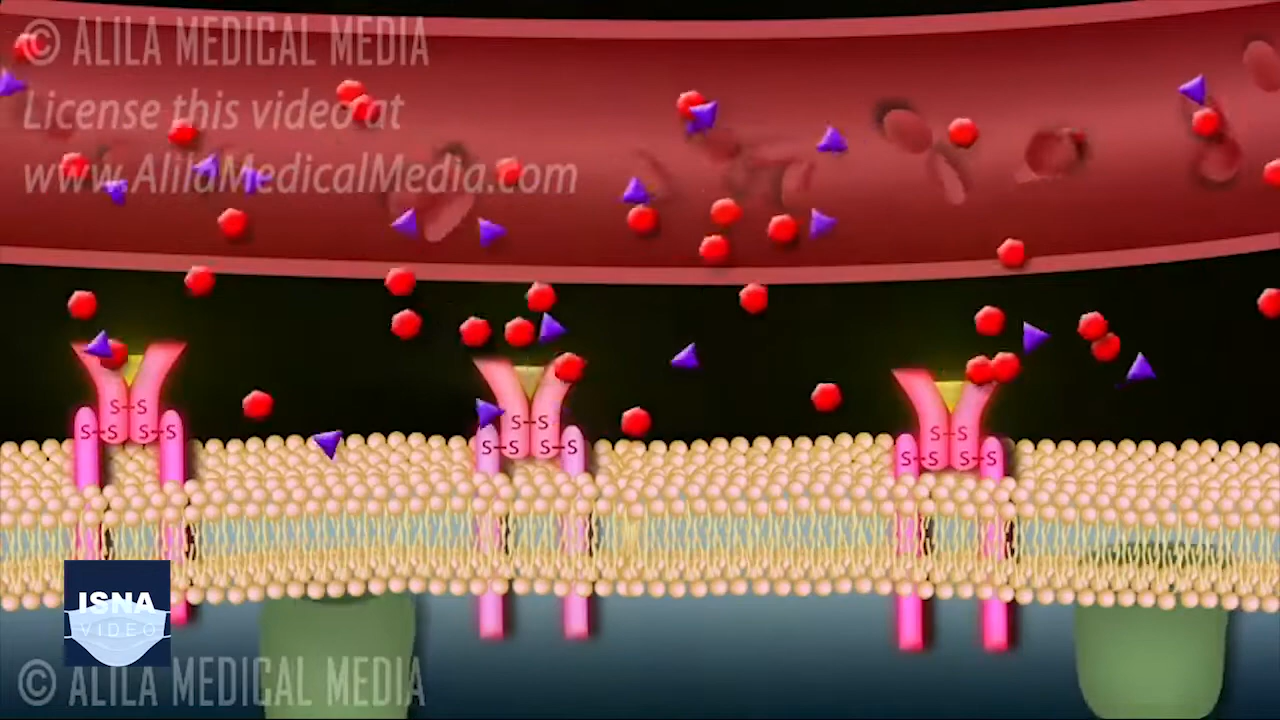 © ALILA MEDICAL MEDIA
License this video at
www.AlilaMedicalMedia.com
S-S
S-S S-S
S-S
S-S S-S
S-S
S-S S-S
ISNA
VIDEO
© ALILA MEDICAL MEDIA